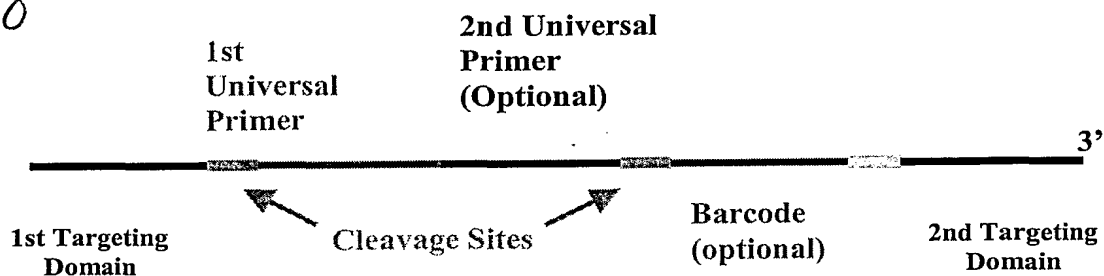 0
1st
Universal
Primer
2nd Universal
Primer
(Optional)
3’
1st Targeting
Domain
Cleavage Sites
Barcode
(optional)
2nd Targeting
Domain